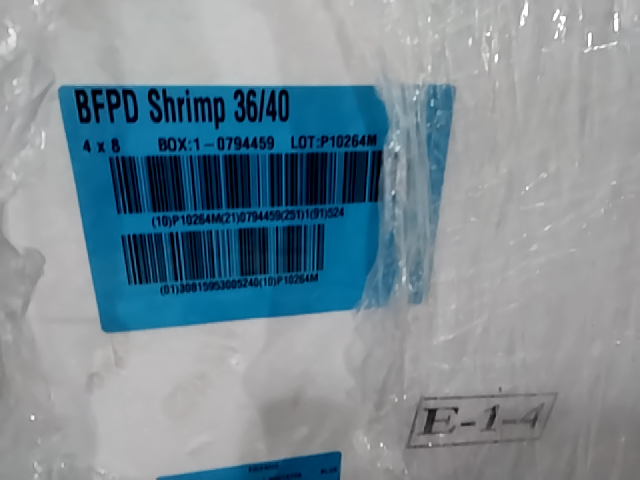 BFPD Shrimp 36/40
4 x 8 BOX:1-0794459 LOT:P10264M
(10)P10264M(21)0794459(251)1(91)524
(01)30815953005240(10)P10264M
E-1-4